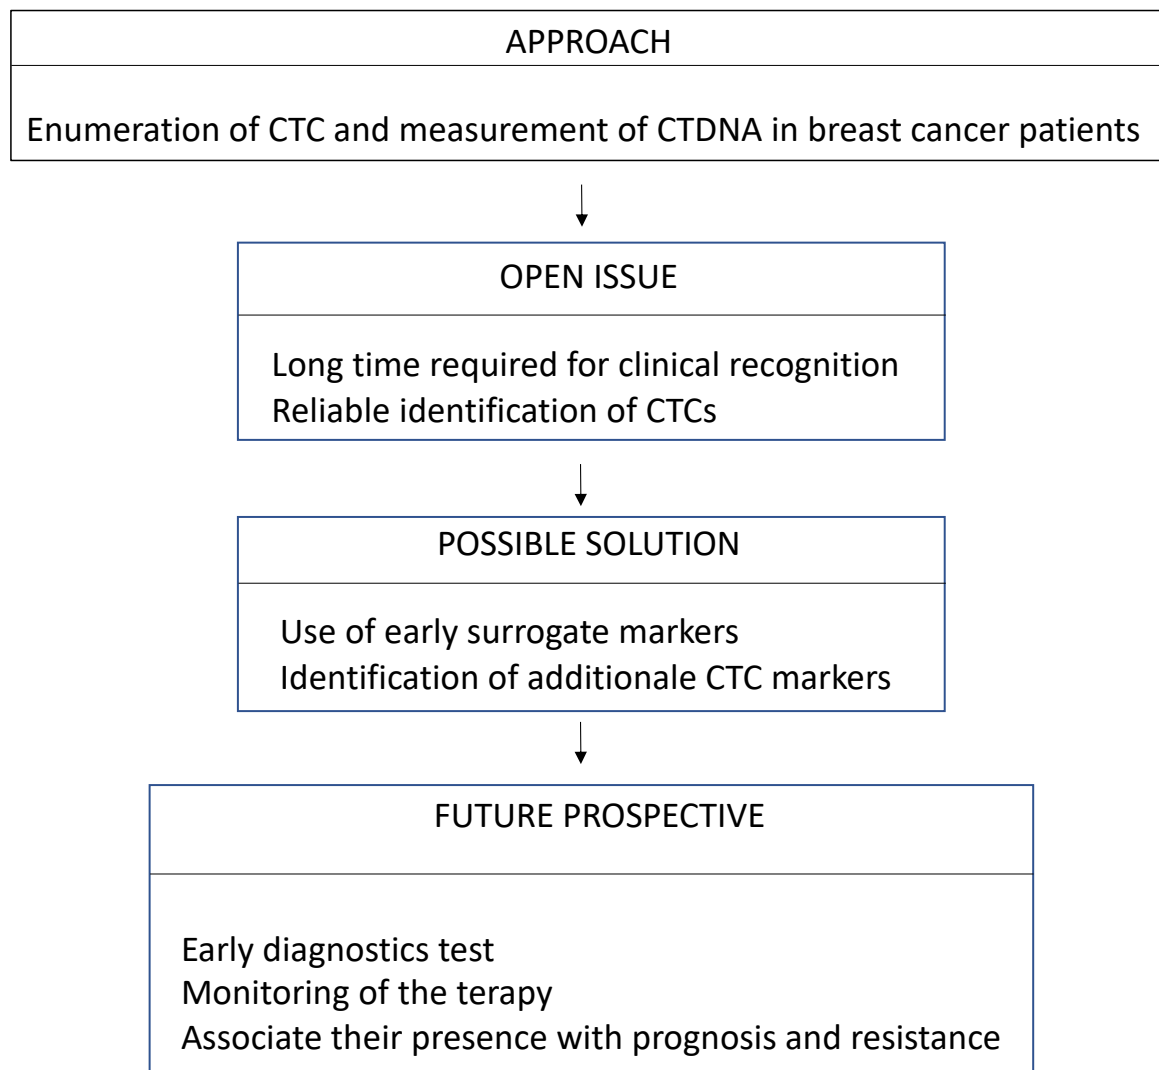 APPROACH
Enumeration of CTC and measurement of CTDNA in breast cancer patients
OPEN ISSUE
Long time required for clinical recognition
Reliable identification of CTCs
POSSIBLE SOLUTION
Use of early surrogate markers
Identification of additionale CTC markers
FUTURE PROSPECTIVE
Early diagnostics test
Monitoring of the terapy
Associate their presence with prognosis and resistance